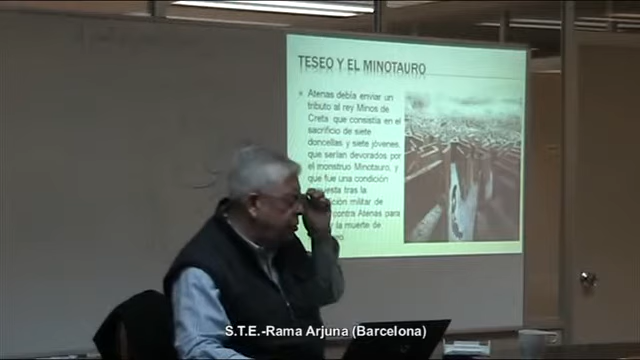 TESEO Y EL MINOTAURO
Atenas debía enviar un
tributo al rey Minos de
Creta que consistía en el
sacrificio de siete
doncellas y siete jóvenes,
que serían devorados por
el monstruo Minotauro, y
que fue una condición
tras la
militar de
contra Atenas para
y la muerte de
S.T.E.-Rama Arjuna (Barcelona)